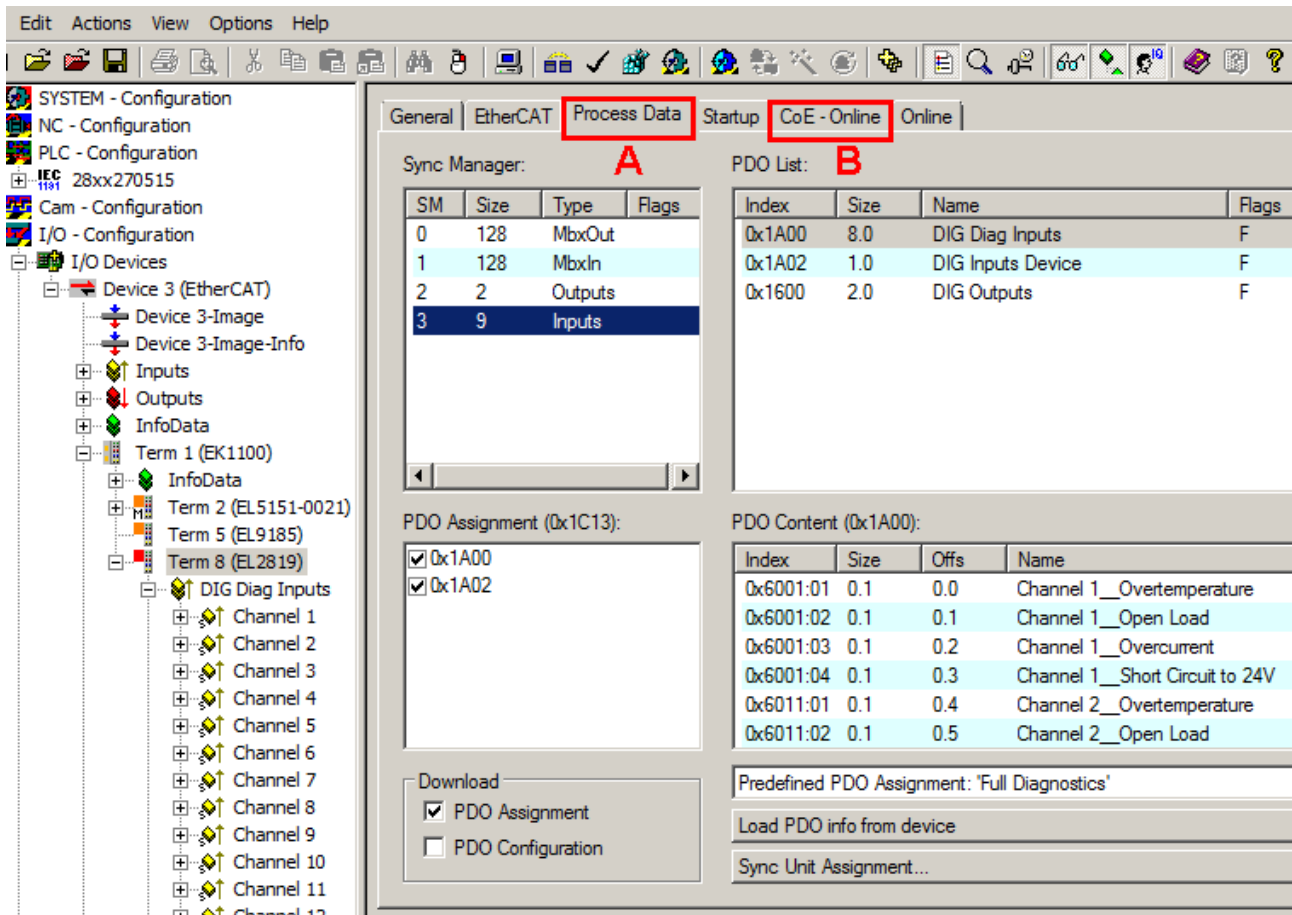 Edit Actions View Options Help
SYSTEM - Configuration
NC - Configuration
PLC - Configuration
28xx270515
Cam - Configuration
I/O - Configuration
I/O Devices
Device 3 (EtherCAT)
Device 3-Image
Device 3-Image-Info
Inputs
Outputs
InfoData
Term 1 (EK1100)
InfoData
Term 2 (EL5151-0021)
Term 5 (EL9185)
Term 8 (EL2819)
DIG Diag Inputs
Channel 1
Channel 2
Channel 3
Channel 4
Channel 5
Channel 6
Channel 7
Channel 8
Channel 9
Channel 10
Channel 11
General EtherCAT Process Data Startup CoE - Online Online
A B
Sync Manager:
SM Size Type Flags
0 128 MbxOut
1 128 MbxIn
2 2 Outputs
3 9 Inputs
PDO List:
Index Size Name Flags
0x1A00 8.0 DIG Diag Inputs F
0x1A02 1.0 DIG Inputs Device F
0x1600 2.0 DIG Outputs F
PDO Assignment (0x1C13):
0x1A00
0x1A02
PDO Content (0x1A00):
Index Size Offs Name
0x6001:01 0.1 0.0 Channel 1__Overtemperature
0x6001:02 0.1 0.1 Channel 1__Open Load
0x6001:03 0.1 0.2 Channel 1__Overcurrent
0x6001:04 0.1 0.3 Channel 1__Short Circuit to 24V
0x6011:01 0.1 0.4 Channel 2__Overtemperature
0x6011:02 0.1 0.5 Channel 2__Open Load
Download
PDO Assignment
PDO Configuration
Predefined PDO Assignment: 'Full Diagnostics'
Load PDO info from device
Sync Unit Assignment...